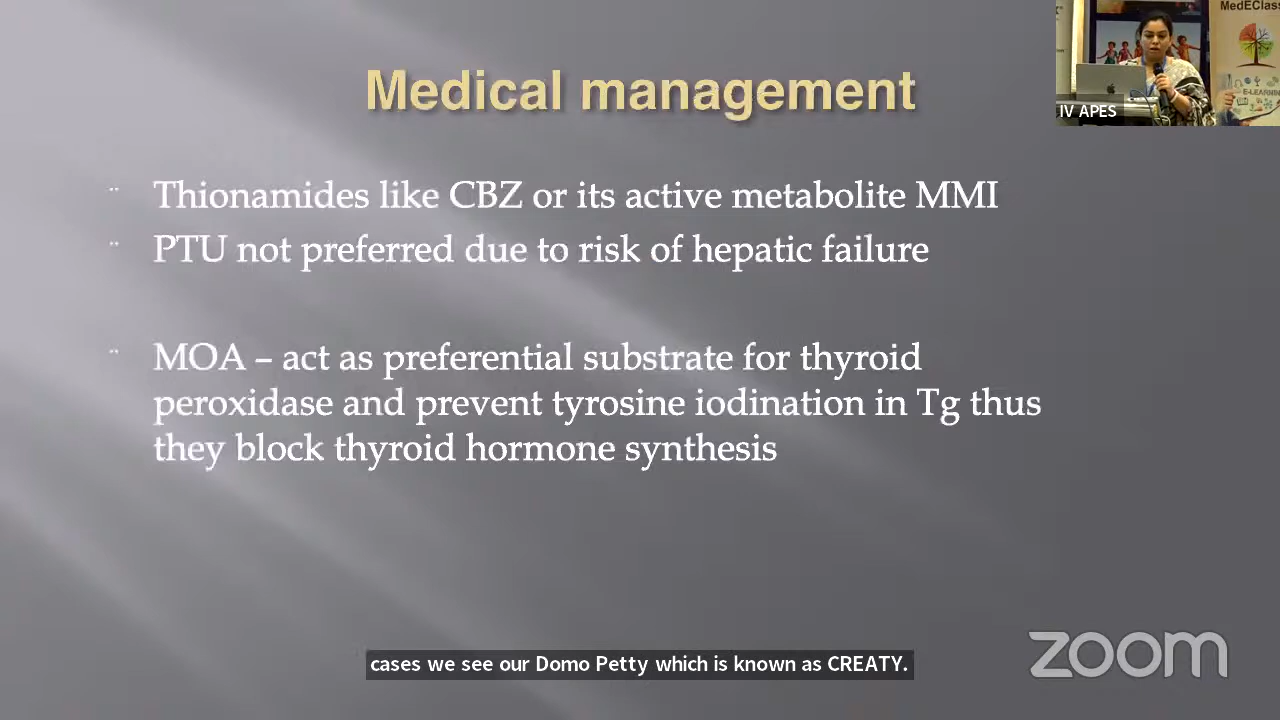 MedEClass
E-LEARNING
IV APES
Medical management
¨ Thionamides like CBZ or its active metabolite MMI
¨ PTU not preferred due to risk of hepatic failure
¨ MOA – act as preferential substrate for thyroid
peroxidase and prevent tyrosine iodination in Tg thus
they block thyroid hormone synthesis
cases we see our Domo Petty which is known as CREATY.
zoom